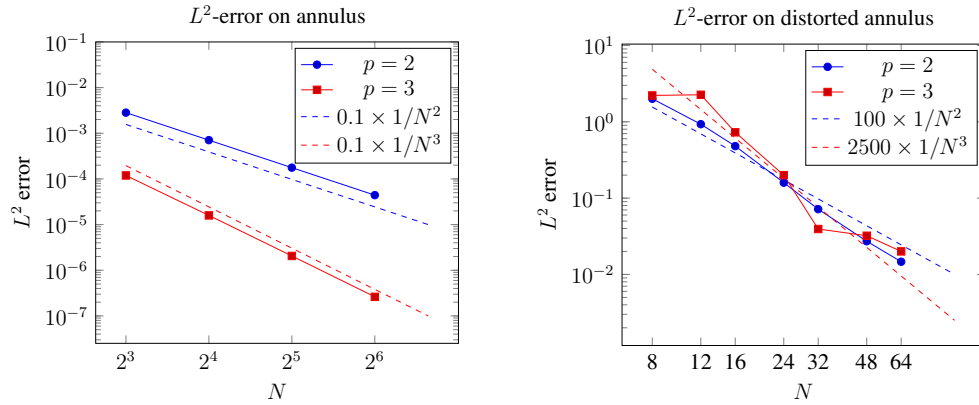 L²-error on annulus
10⁻¹
10⁻²
10⁻³
10⁻⁴
10⁻⁵
10⁻⁶
10⁻⁷
L² error
2³ 2⁴ 2⁵ 2⁶
N
p = 2
p = 3
0.1 × 1/N²
0.1 × 1/N³
L²-error on distorted annulus
10¹
10⁰
10⁻¹
10⁻²
L² error
8 12 16 24 32 48 64
N
p = 2
p = 3
100 × 1/N²
2500 × 1/N³